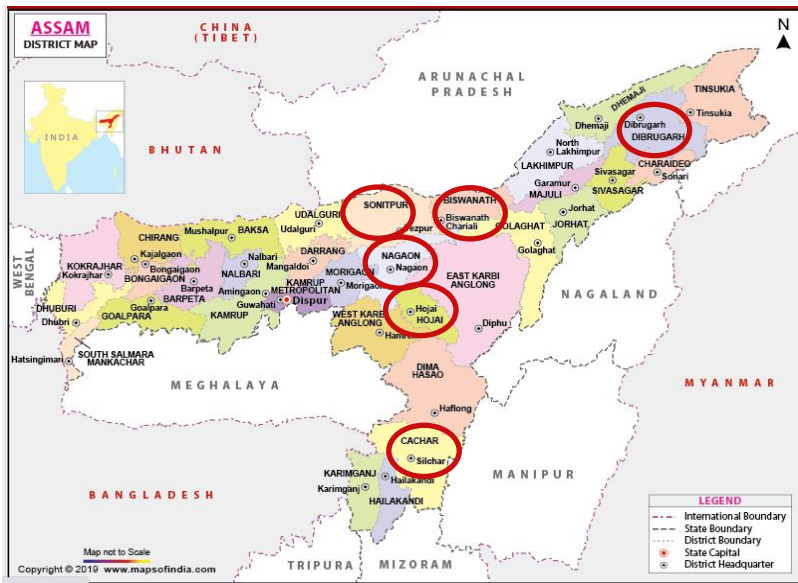 ASSAM
DISTRICT MAP
CHINA
(TIBET)
N
ARUNACHAL
PRADESH
INDIA
BHUTAN
DHEMAJI
Dhemaji
TINSUKIA
Tinsukia
Dibrugarh
DIBRUGARH
North
Lakhimpur
LAKHIMPUR
CHARAIDEO
Sonari
Sivasagar
SIVASAGAR
Garamur
MAJULI
Jorhat
JORHAT
SONITPUR
BISWANATH
Biswanath
Chariali
GOLAGHAT
Golaghat
UDALGURI
Udalguri
BAKSA
Mushalpur
CHIRANG
Kajalgaon
Bongaigaon
BONGAIGAON
KOKRAJHAR
Kokrajhar
WEST
BENGAL
Nalbari
NALBARI
Barpeta
BARPETA
DARRANG
Mangaldoi
NAGAON
Nagaon
MORIGAON
Morigaon
KAMRUP
METROPOLITAN
Amingaon
Guwahati
Dispur
KAMRUP
Goalpara
GOALPARA
DHUBURI
Dhubri
Hatsingimari
SOUTH SALMARA
MANKACHAR
EAST KARBI
ANGLONG
Diphu
Hojai
HOJAI
WEST KARBI
ANGLONG
NAGALAND
MEGHALAYA
DIMA
HASAO
Haflong
MYANMAR
CACHAR
Silchar
KARIMGANJ
Karimganj
Hailakandi
HAILAKANDI
MANIPUR
BANGLADESH
TRIPURA
MIZORAM
LEGEND
International Boundary
State Boundary
District Boundary
State Capital
District Headquarter
Map not to Scale
Copyright © 2019 www.mapsofindia.com